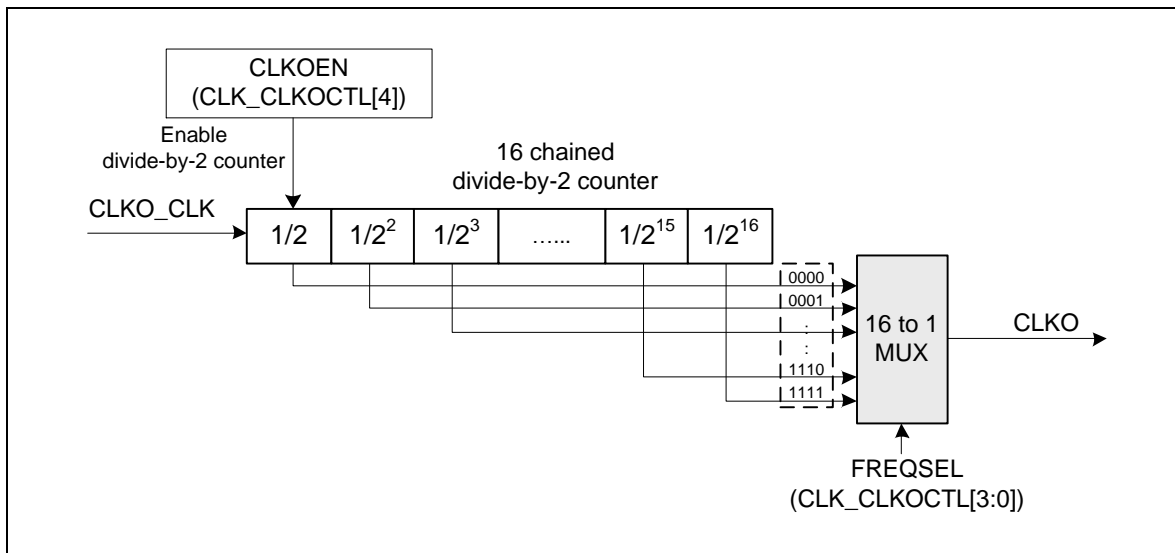 CLKOEN
(CLK_CLKOCTL[4])
Enable
divide-by-2 counter
16 chained
divide-by-2 counter
CLKO_CLK
1/2 1/2² 1/2³ …... 1/2¹⁵ 1/2¹⁶
0000
0001
:
:
1110
1111
16 to 1
MUX
CLKO
FREQSEL
(CLK_CLKOCTL[3:0])